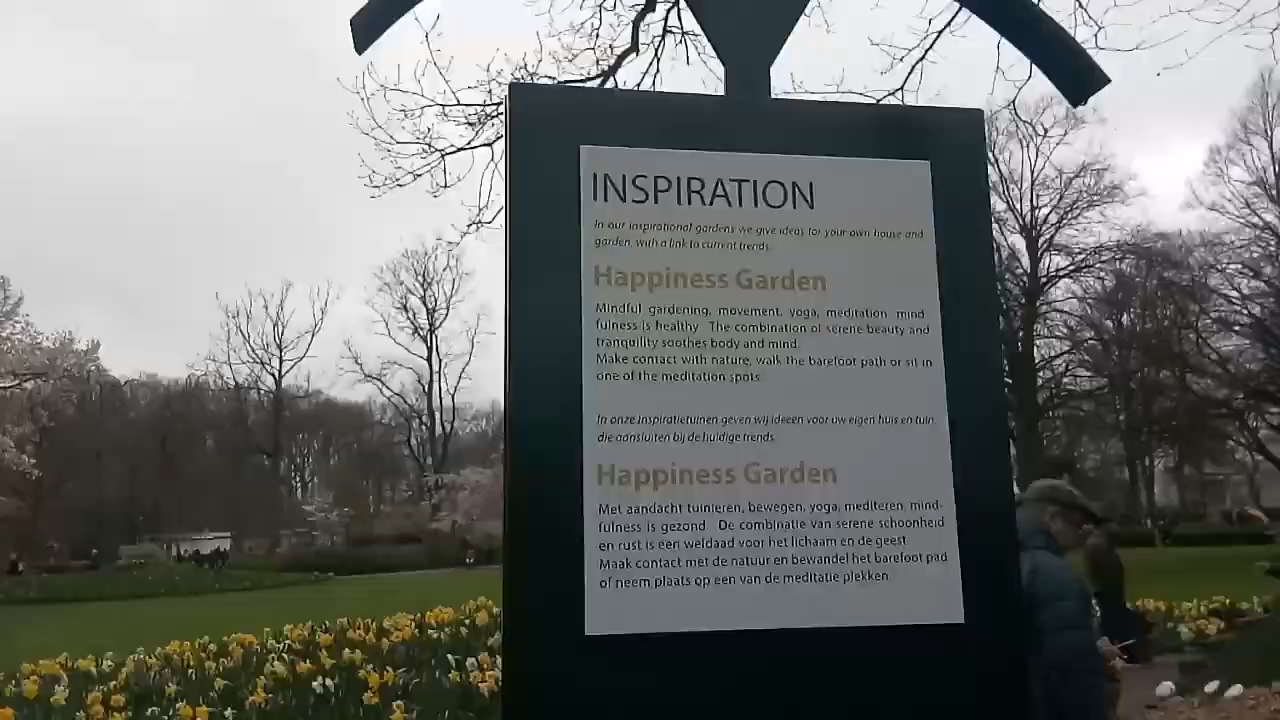 INSPIRATION
In our inspirational gardens we give ideas for your own house and
garden, with a link to current trends.
Happiness Garden
Mindful gardening, movement, yoga, meditation mind
fulness is healthy The combination of serene beauty and
tranquility soothes body and mind.
Make contact with nature, walk the barefoot path or sit in
one of the meditation spots.
In onze inspiratietuinen geven wij ideeën voor uw eigen huis en tuin
die aansluiten bij de huidige trends.
Happiness Garden
Met aandacht tuinieren, bewegen, yoga, mediteren, mind-
fulness is gezond De combinatie van serene schoonheid
en rust is een weldaad voor het lichaam en de geest
Maak contact met de natuur en bewandel het barefoot pad
of neem plaats op een van de meditatie plekken.